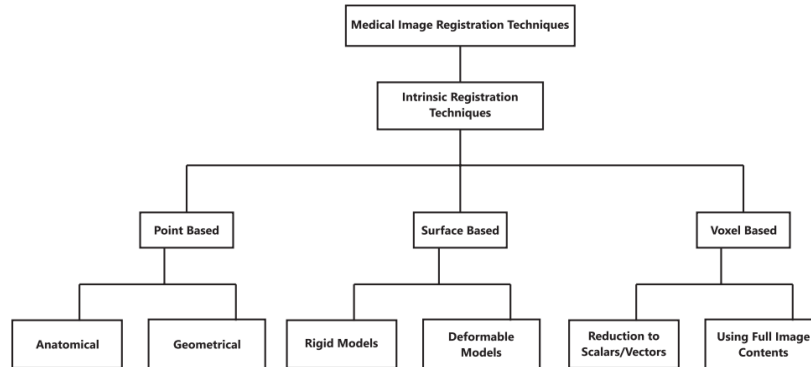 Medical Image Registration Techniques
Intrinsic Registration
Techniques
Point Based
Surface Based
Voxel Based
Anatomical
Geometrical
Rigid Models
Deformable
Models
Reduction to
Scalars/Vectors
Using Full Image
Contents